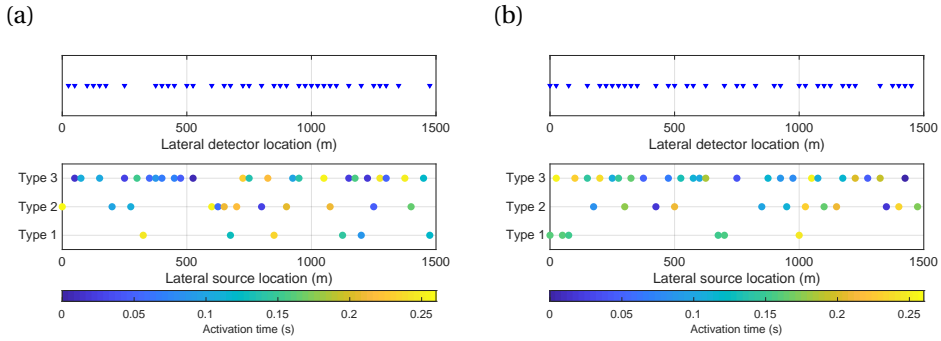 (a)
0 500 1000 1500
Lateral detector location (m)
Type 3
Type 2
Type 1
0 500 1000 1500
Lateral source location (m)
0 0.05 0.1 0.15 0.2 0.25
Activation time (s)
(b)
0 500 1000 1500
Lateral detector location (m)
Type 3
Type 2
Type 1
0 500 1000 1500
Lateral source location (m)
0 0.05 0.1 0.15 0.2 0.25
Activation time (s)